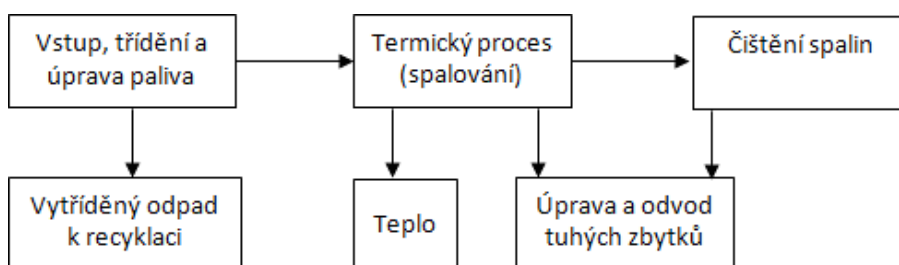 Vstup, třídění a
úprava paliva
Termický proces
(spalování)
Čištění spalin
Vytříděný odpad
k recyklaci
Teplo
Úprava a odvod
tuhých zbytků